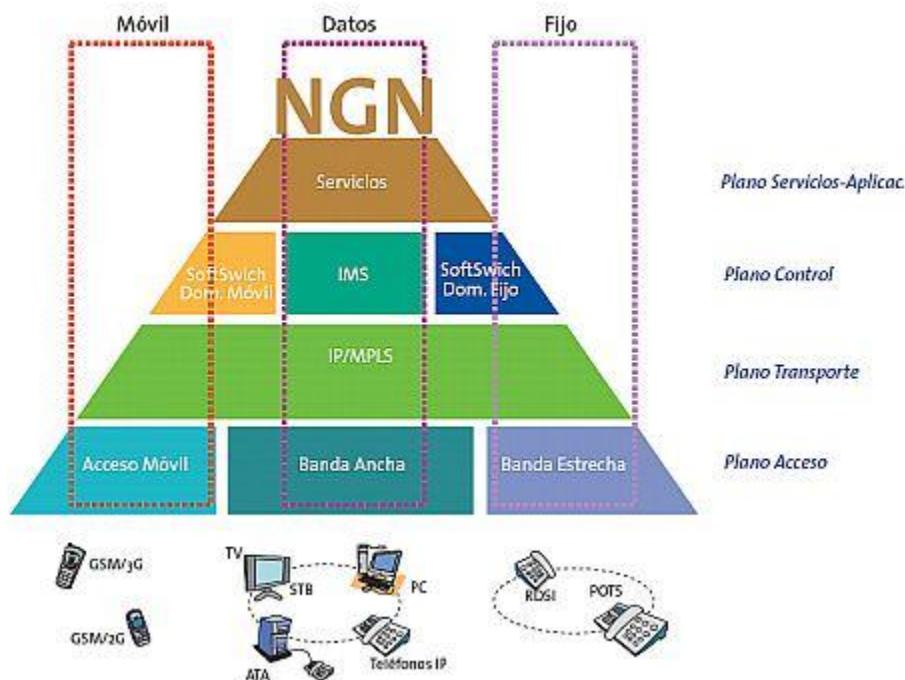 Móvil Datos Fijo
NGN
Servicios Plano Servicios-Aplicac.
SoftSwich IMS SoftSwich Plano Control
Dom. Móvil Dom. Fijo
IP/MPLS
Plano Transporte
Acceso Móvil Banda Ancha Banda Estrecha Plano Acceso
GSM/3G TV STB PC RDSI POTS
GSM/2G ATA Teléfonos IP